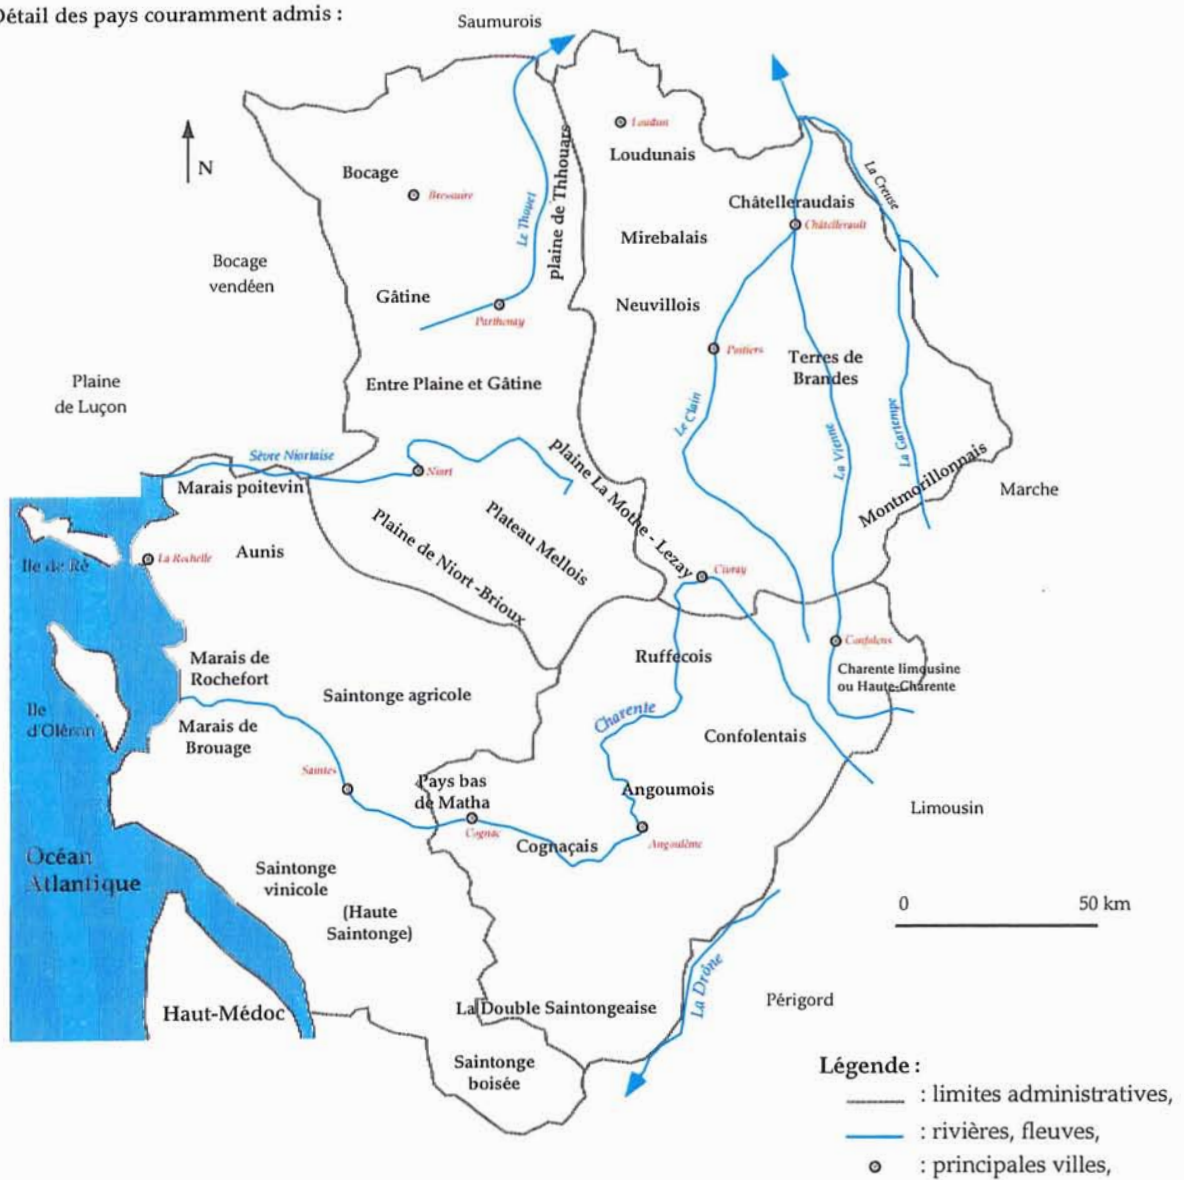 Détail des pays couramment admis :
Saumurois
N
Loudun
Loudunais
Bocage
Bressuire
Le Thouet
plaine de Thhouars
La Creuse
Châtelleraudais
Châtellerault
Mirebalais
Bocage
vendéen
Gâtine
Parthenay
Neuvillois
Poitiers
Terres de
Brandes
Plaine
de Luçon
Entre Plaine et Gâtine
Le Clain
La Vienne
La Gartempe
Sèvre Niortaise
Niort
Marais poitevin
plaine La Mothe - Lezay
Montmorillonnais
Marche
Plaine de Niort -Brioux
Plateau Mellois
Ile de Ré
La Rochelle
Aunis
Civray
Confolens
Marais de
Rochefort
Ruffecois
Charente limousine
ou Haute-Charente
Saintonge agricole
Ile
d'Oléron
Marais de
Brouage
Charente
Confolentais
Saintes
Pays bas
de Matha
Angoumois
Limousin
Cognac
Cognaçais
Angoulême
Océan
Atlantique
Saintonge
vinicole
(Haute
Saintonge)
0 50 km
La Drône
Périgord
Haut-Médoc
La Double Saintongeaise
Saintonge
boisée
Légende :
: limites administratives,
: rivières, fleuves,
: principales villes,